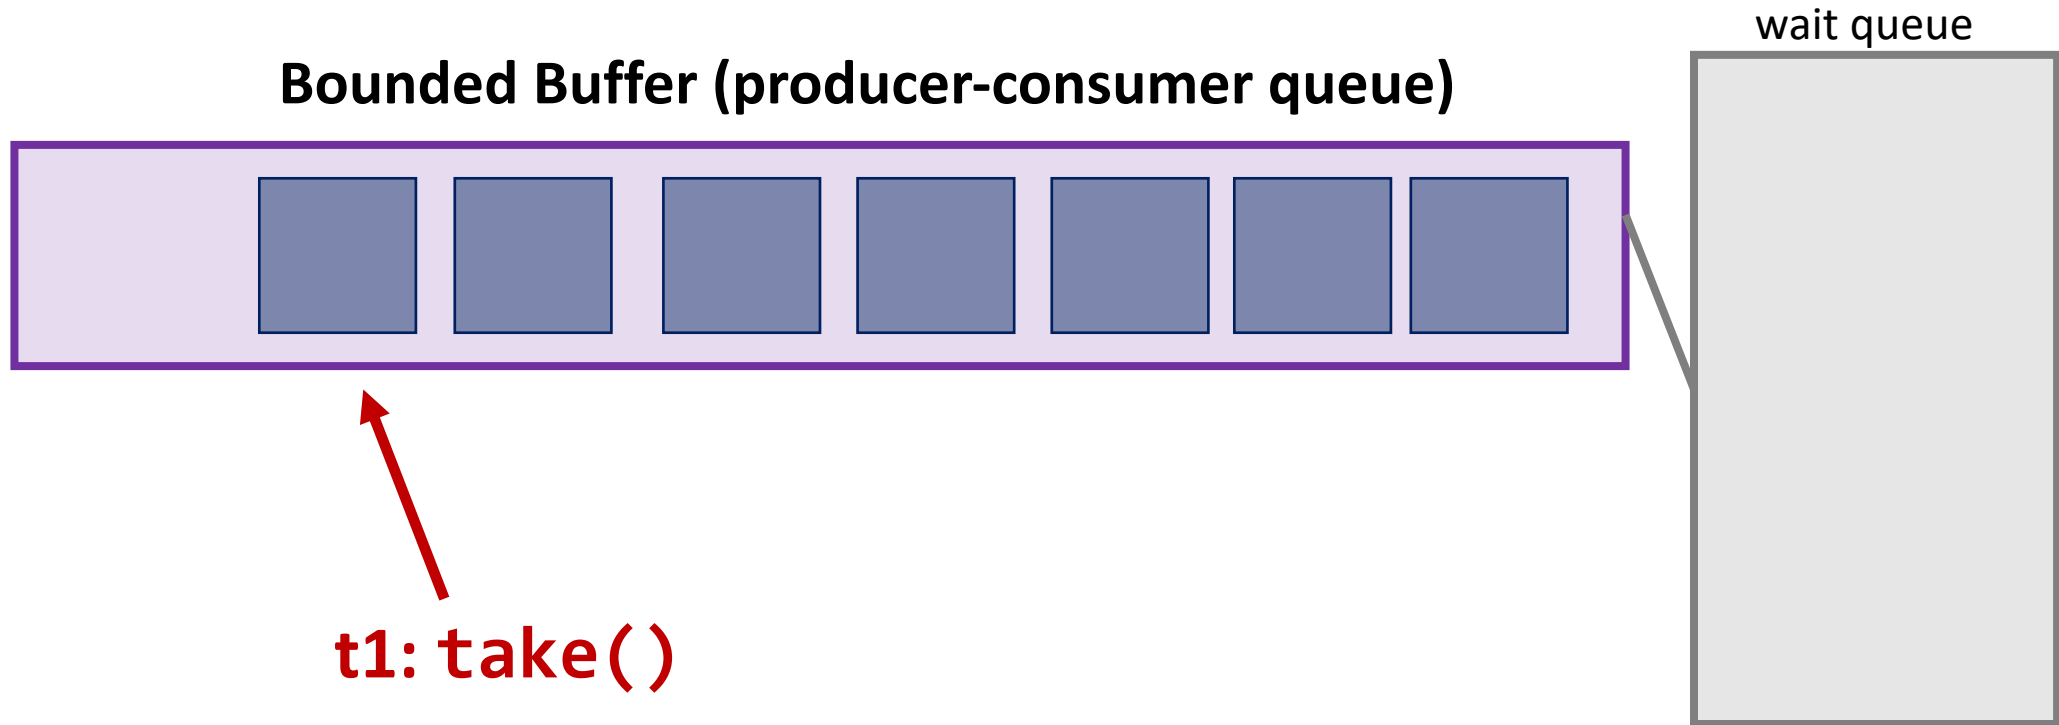 wait queue
Bounded Buffer (producer-consumer queue)
t1: take()